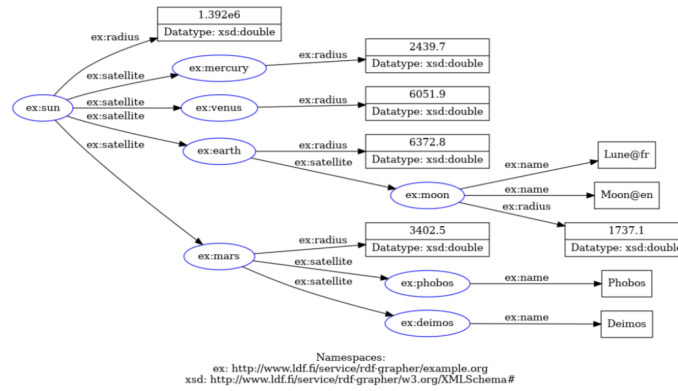 1.392e6
Datatype: xsd:double
ex:radius
2439.7
Datatype: xsd:double
ex:radius
ex:mercury
ex:satellite
6051.9
Datatype: xsd:double
ex:radius
ex:sun
ex:satellite
ex:venus
ex:satellite
6372.8
Datatype: xsd:double
ex:radius
ex:earth
ex:satellite
ex:satellite
ex:name
Lune@fr
ex:moon
ex:name
Moon@en
ex:radius
1737.1
Datatype: xsd:double
3402.5
Datatype: xsd:double
ex:radius
ex:mars
ex:satellite
ex:phobos
ex:name
Phobos
ex:satellite
ex:deimos
ex:name
Deimos
Namespaces:
ex: http://www.ldf.fi/service/rdf-grapher/example.org
xsd: http://www.ldf.fi/service/rdf-grapher/w3.org/XMLSchema#